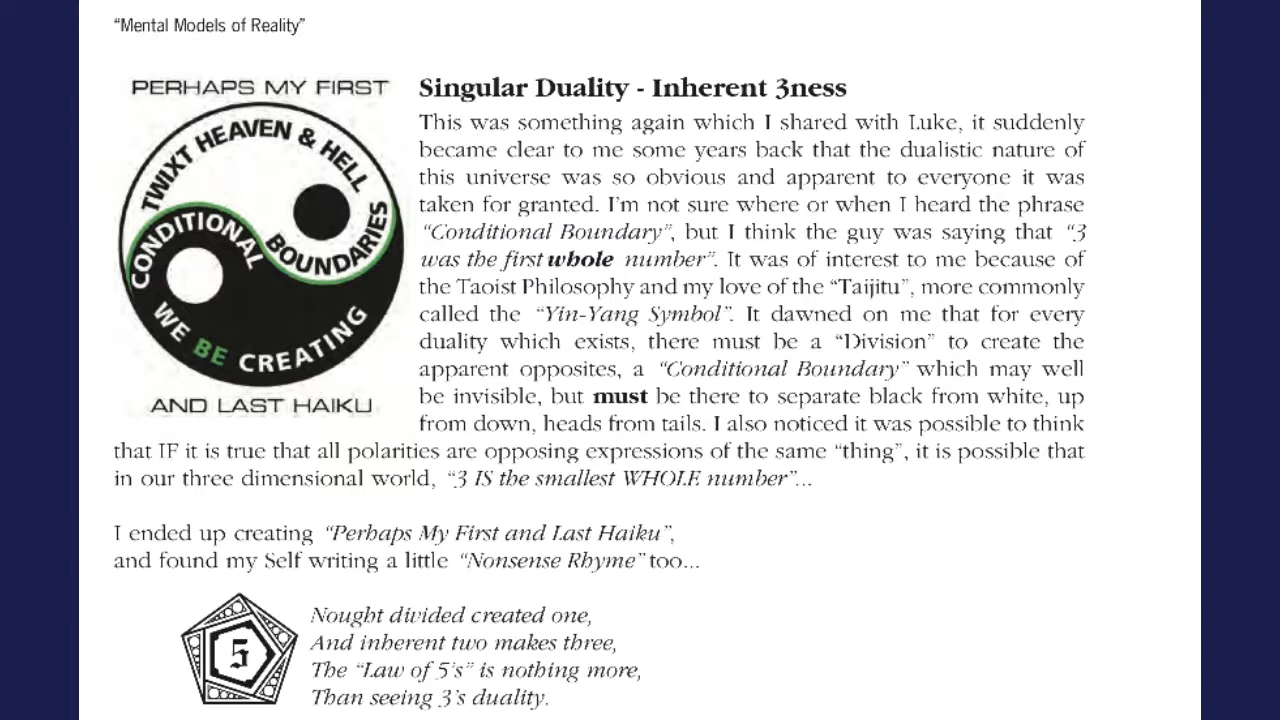 “Mental Models of Reality”
PERHAPS MY FIRST
TWIXT HEAVEN & HELL
CONDITIONAL BOUNDARIES
WE BE CREATING
AND LAST HAIKU
Singular Duality - Inherent 3ness
This was something again which I shared with Luke, it suddenly
became clear to me some years back that the dualistic nature of
this universe was so obvious and apparent to everyone it was
taken for granted. I’m not sure where or when I heard the phrase
“Conditional Boundary”, but I think the guy was saying that “3
was the first whole number”. It was of interest to me because of
the Taoist Philosophy and my love of the “Taijitu”, more commonly
called the “Yin-Yang Symbol”. It dawned on me that for every
duality which exists, there must be a “Division” to create the
apparent opposites, a “Conditional Boundary” which may well
be invisible, but must be there to separate black from white, up
from down, heads from tails. I also noticed it was possible to think
that IF it is true that all polarities are opposing expressions of the same “thing”, it is possible that
in our three dimensional world, “3 IS the smallest WHOLE number”...
I ended up creating “Perhaps My First and Last Haiku”,
and found my Self writing a little “Nonsense Rhyme” too...
5
Nought divided created one,
And inherent two makes three,
The “Law of 5’s” is nothing more,
Than seeing 3’s duality.